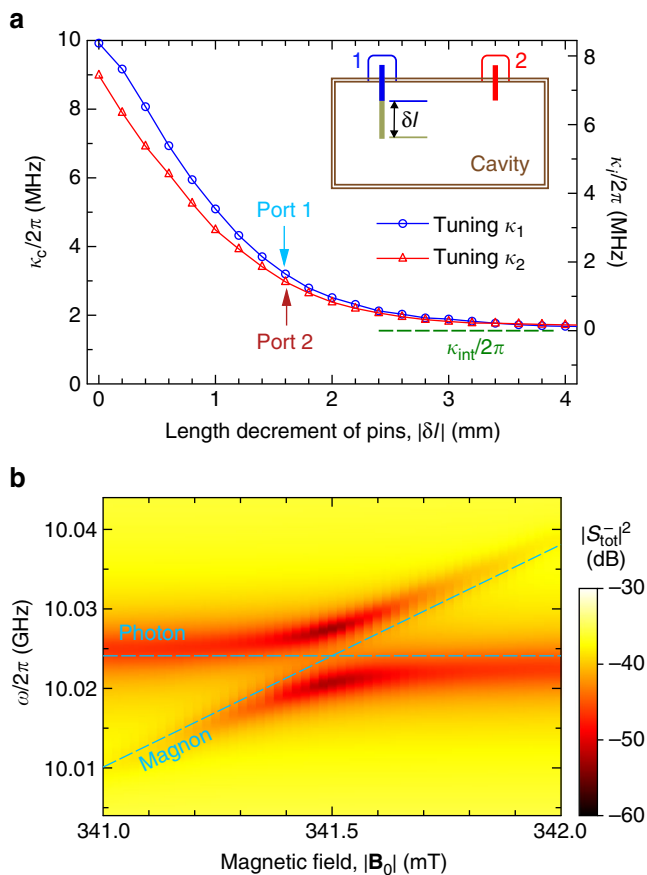 a
10
8
6
4
2
0
κc/2π (MHz)
8
6
4
2
0
κi/2π (MHz)
1
2
δl
Cavity
Port 1
Port 2
Tuning κ1
Tuning κ2
κint/2π
0
1
2
3
4
Length decrement of pins, |δl| (mm)
b
10.04
10.03
10.02
10.01
ω/2π (GHz)
Photon
Magnon
341.0
341.5
342.0
Magnetic field, |B0| (mT)
|S−tot|2
(dB)
−30
−40
−50
−60